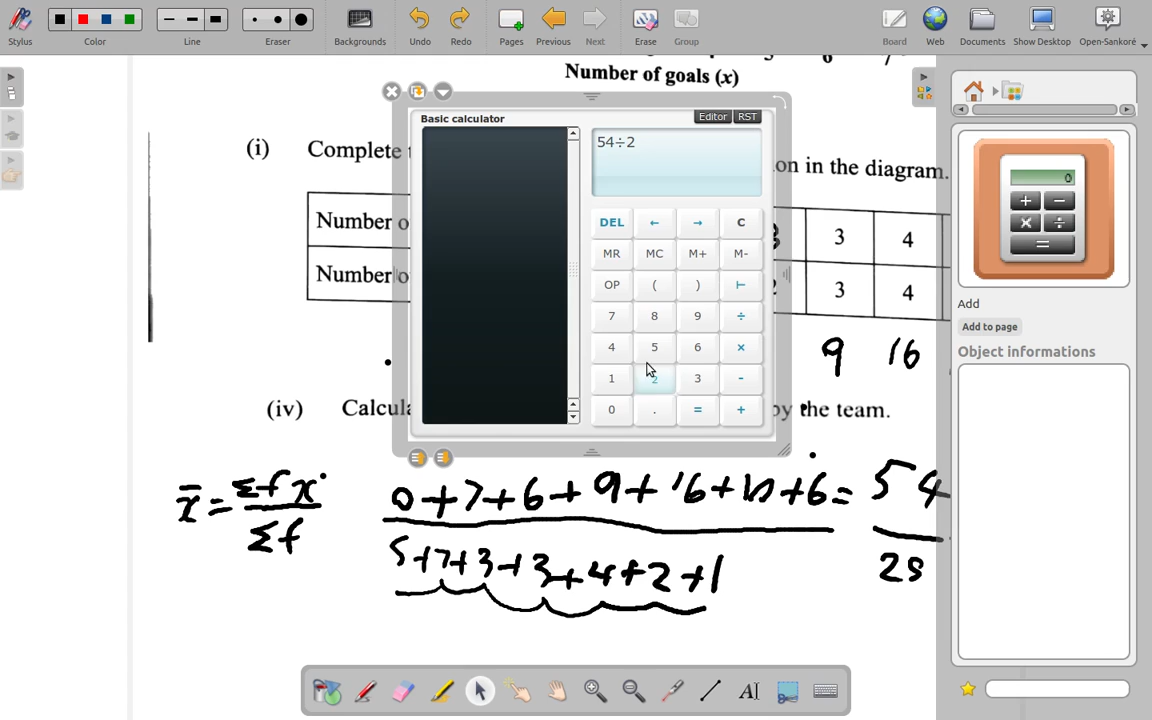 Stylus
Color
Line
Eraser
Backgrounds
Undo
Redo
Pages
Previous
Next
Erase
Group
Board
Web
Documents
Show Desktop
Open-Sankoré
Number of goals (x)
(i) Complete t
on in the diagram.
Number o 3 4
Number o 3 4
9 16
Basic calculator
Editor RST
54÷2
DEL ← → C
MR MC M+ M-
OP ( ) ⊢
7 8 9 ÷
4 5 6 ×
1 2 3 -
0 . = +
(iv) Calcula
by the team.
x̄ = Σfx / Σf
0+7+6+9+16+10+6 = 54
5+7+3+3+4+2+1 25
0
+ −
× ÷
=
Add
Add to page
Object informations
AI